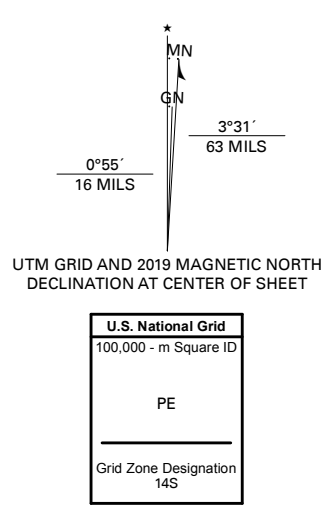 ★
MN
GN
3°31´
63 MILS
0°55´
16 MILS
UTM GRID AND 2019 MAGNETIC NORTH
DECLINATION AT CENTER OF SHEET
U.S. National Grid
100,000 - m Square ID
PE
Grid Zone Designation
14S